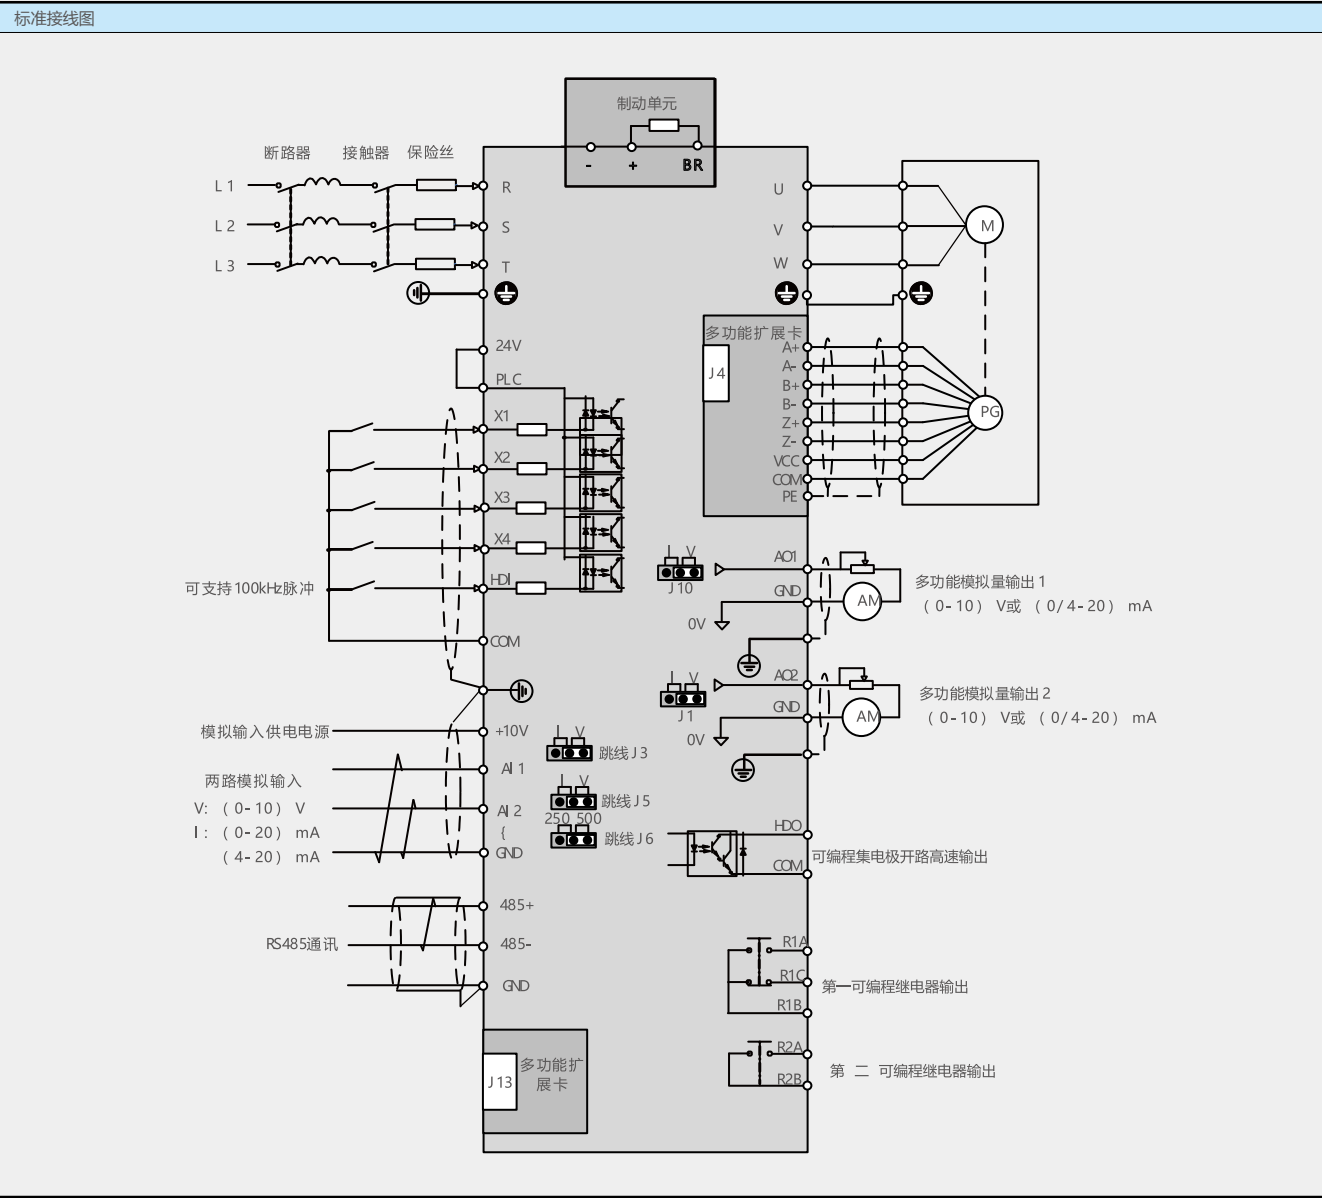 标准接线图
制动单元
- + BR
断路器 接触器 保险丝
L1 R
L2 S
L3 T
U
V
W
M
多功能扩展卡
J4
A+
A-
B+
B-
Z+
Z-
VCC
COM
PE
PG
24V
PLC
X1
X2
X3
X4
HDI
可支持100kHz脉冲
COM
I V
J10
AO1
GND
0V
AM
多功能模拟量输出1
(0-10) V或 (0/4-20) mA
I V
J1
AO2
GND
0V
AM
多功能模拟量输出2
(0-10) V或 (0/4-20) mA
模拟输入供电电源
+10V
两路模拟输入
V: (0-10) V
I: (0-20) mA
(4-20) mA
AI1
AI2
{
GND
I V
跳线J3
I V
跳线J5
250 500
跳线J6
HDO
COM
可编程集电极开路高速输出
RS485通讯
485+
485-
GND
R1A
R1C
R1B
第一可编程继电器输出
R2A
R2B
第 二 可编程继电器输出
J13
多功能扩
展卡